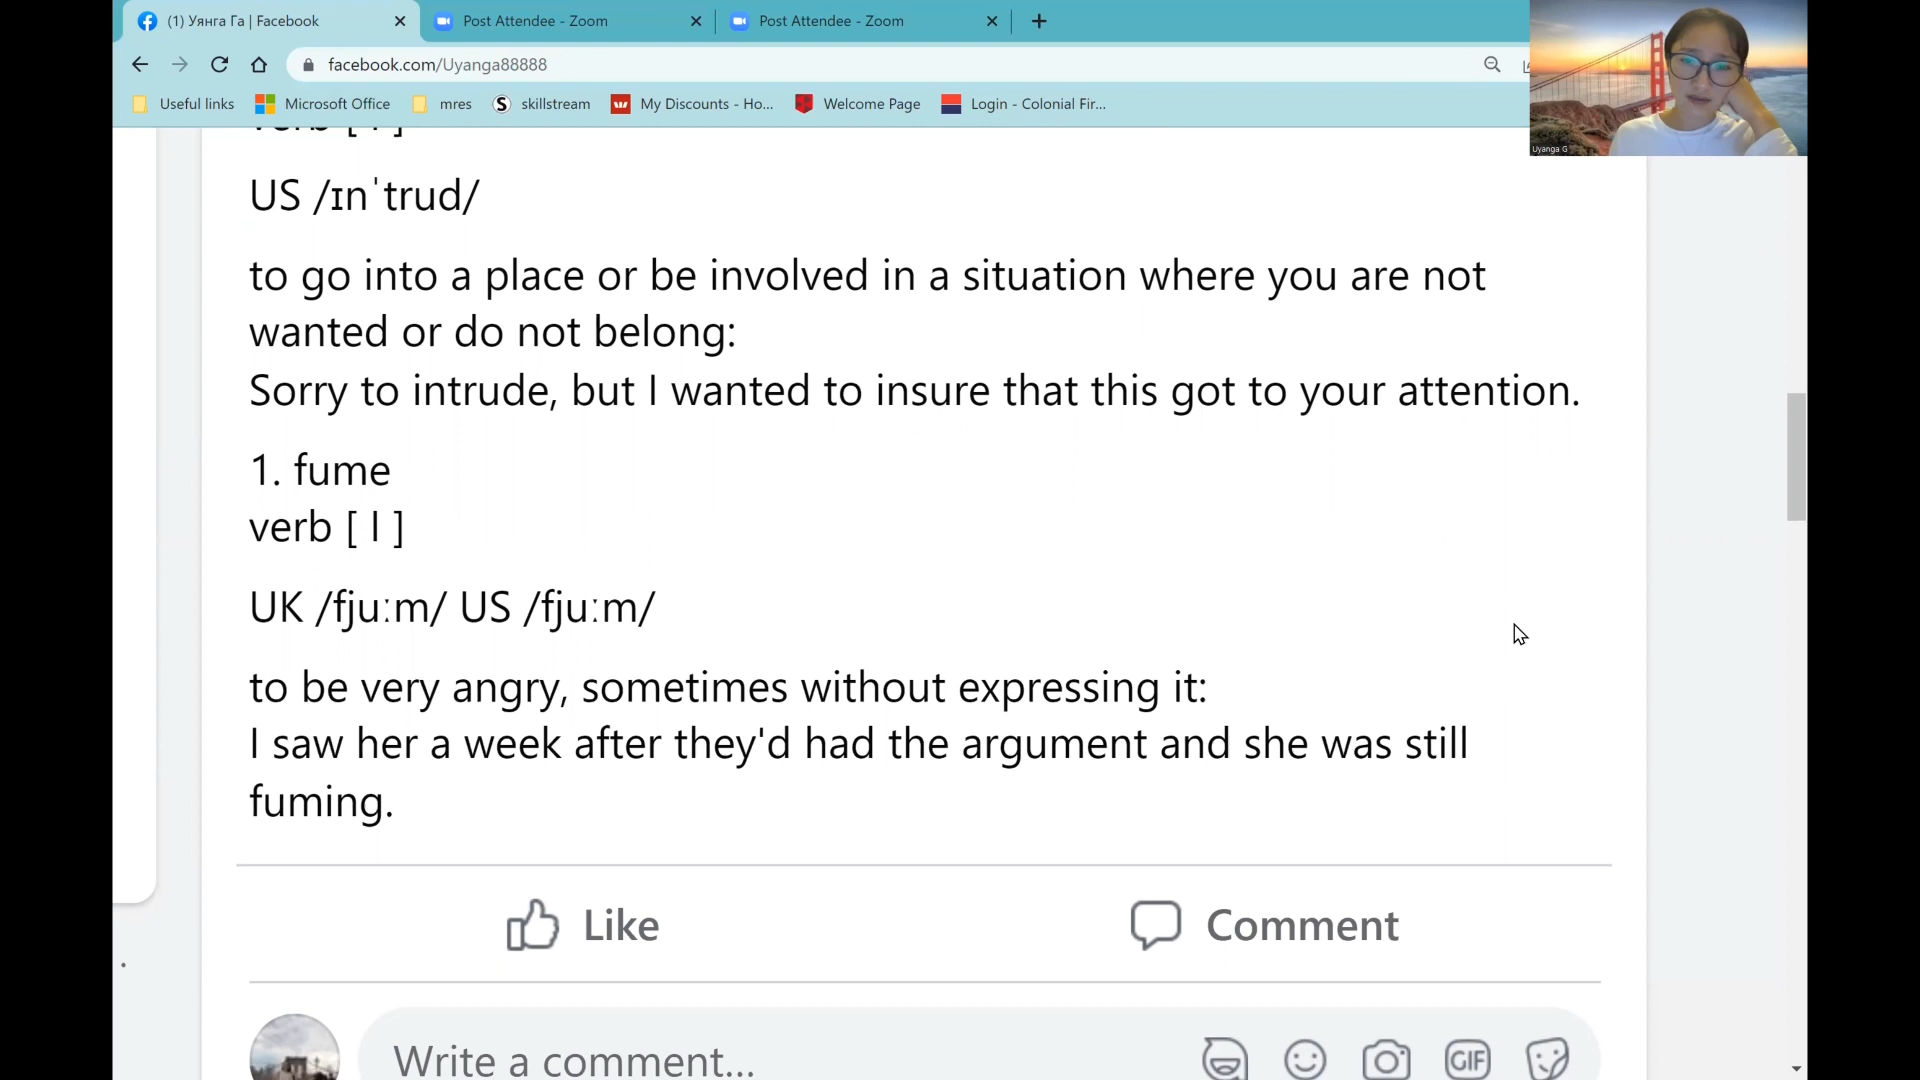 (1) Уянга Га | Facebook
Post Attendee - Zoom
Post Attendee - Zoom
facebook.com/Uyanga88888
Useful links
Microsoft Office
mres
skillstream
My Discounts - Ho...
Welcome Page
Login - Colonial Fir...
Uyanga G
US /ɪnˈtrud/
to go into a place or be involved in a situation where you are not
wanted or do not belong:
Sorry to intrude, but I wanted to insure that this got to your attention.
1. fume
verb [ I ]
UK /fjuːm/ US /fjuːm/
to be very angry, sometimes without expressing it:
I saw her a week after they'd had the argument and she was still
fuming.
Like
Comment
Write a comment...
GIF